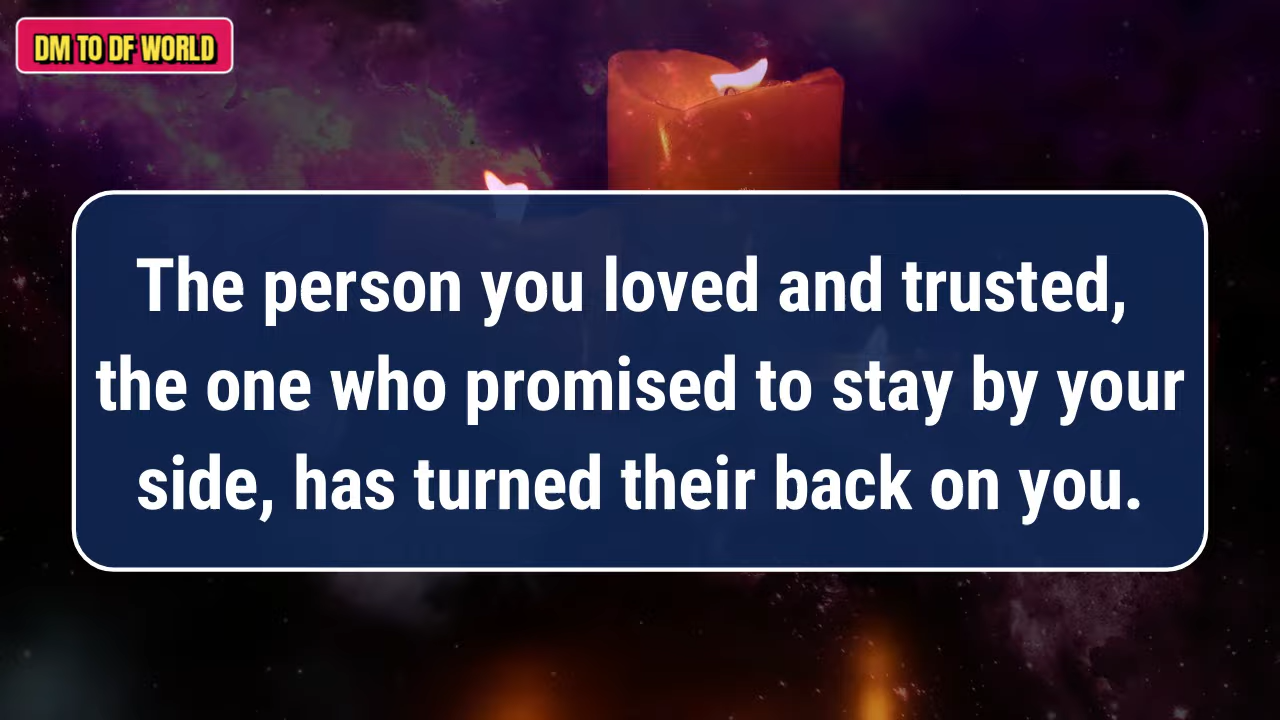 DM TO DF WORLD
The person you loved and trusted,
the one who promised to stay by your
side, has turned their back on you.